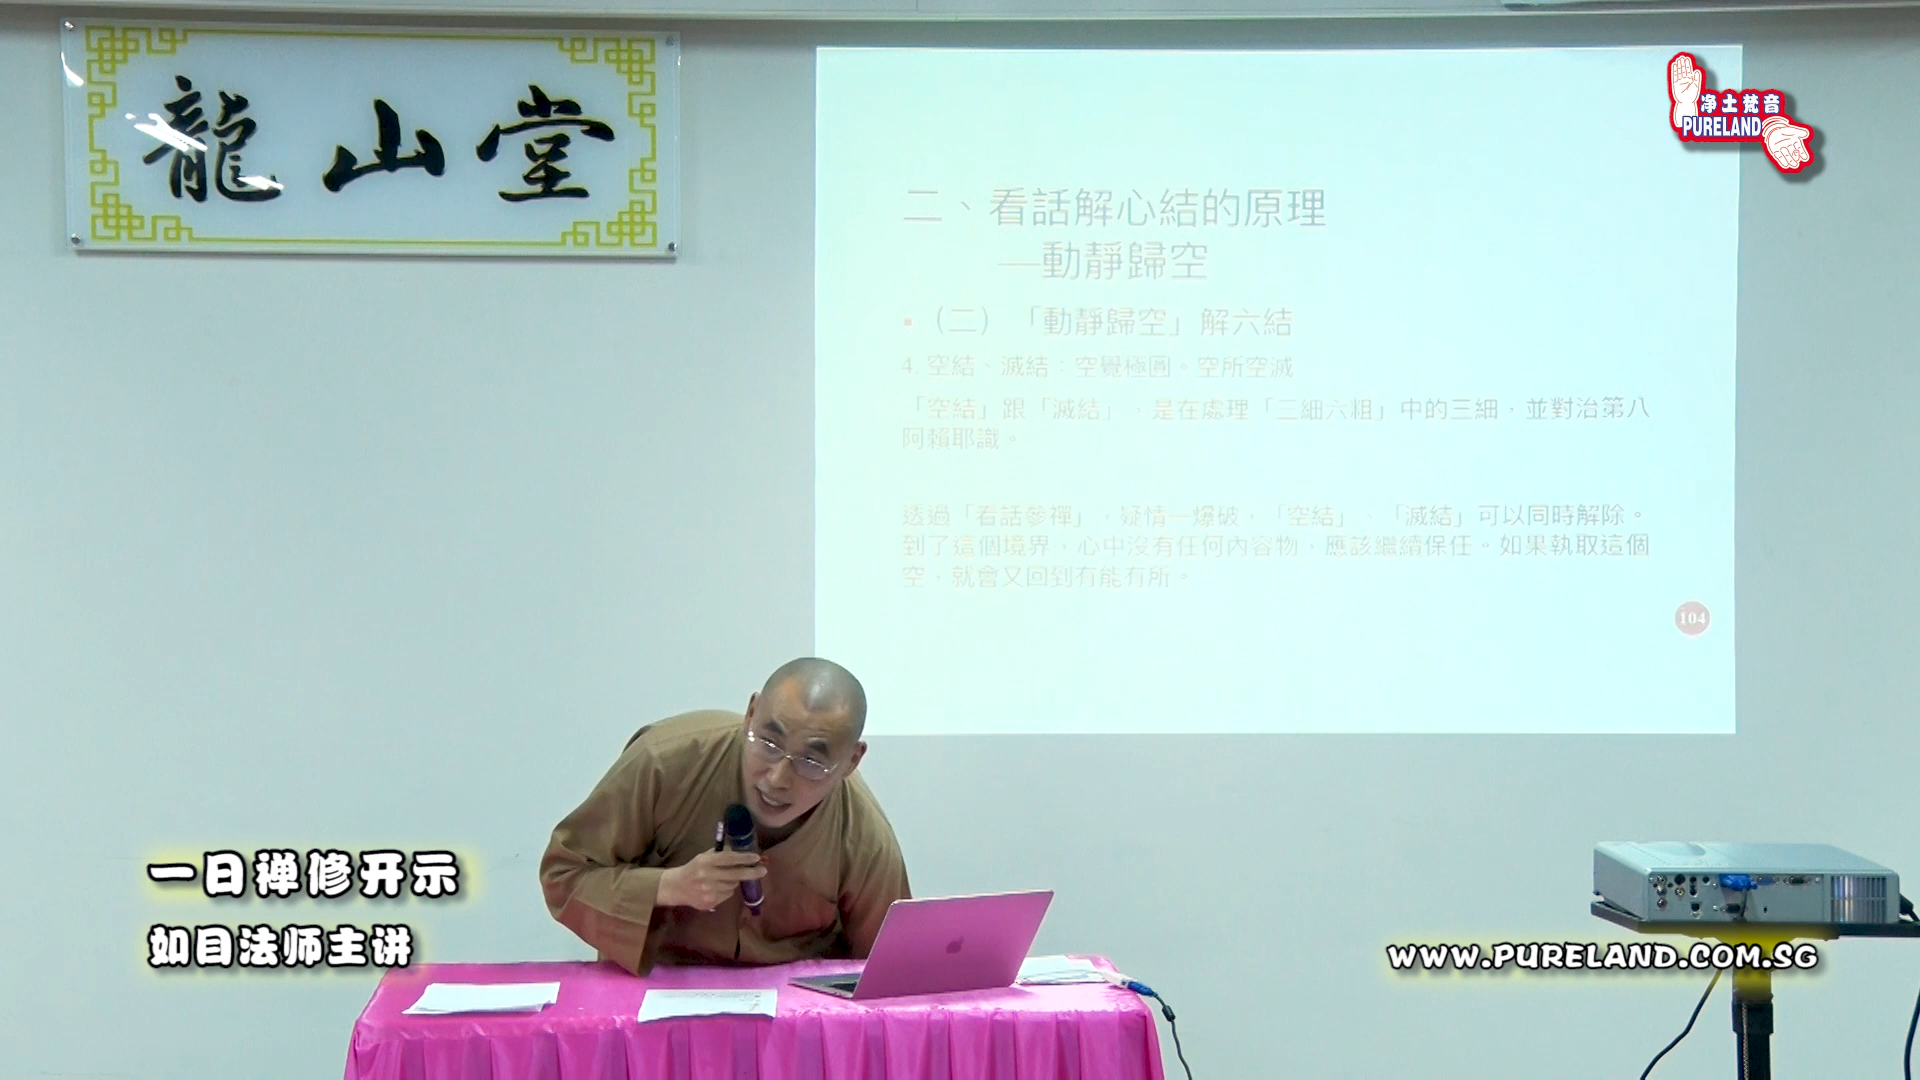 龍山堂
净土梵音
PURELAND
二、看話解心結的原理
—動靜歸空
▪（二）「動靜歸空」解六結
4. 空結、滅結：空覺極圓。空所空滅
「空結」跟「滅結」，是在處理「三細六粗」中的三細，並對治第八
阿賴耶識。
透過「看話參禪」，疑情一爆破，「空結」、「滅結」可以同時解除。
到了這個境界，心中沒有任何內容物，應該繼續保任。如果執取這個
空，就會又回到有能有所。
104
一日禅修开示
如目法师主讲
WWW.PURELAND.COM.SG